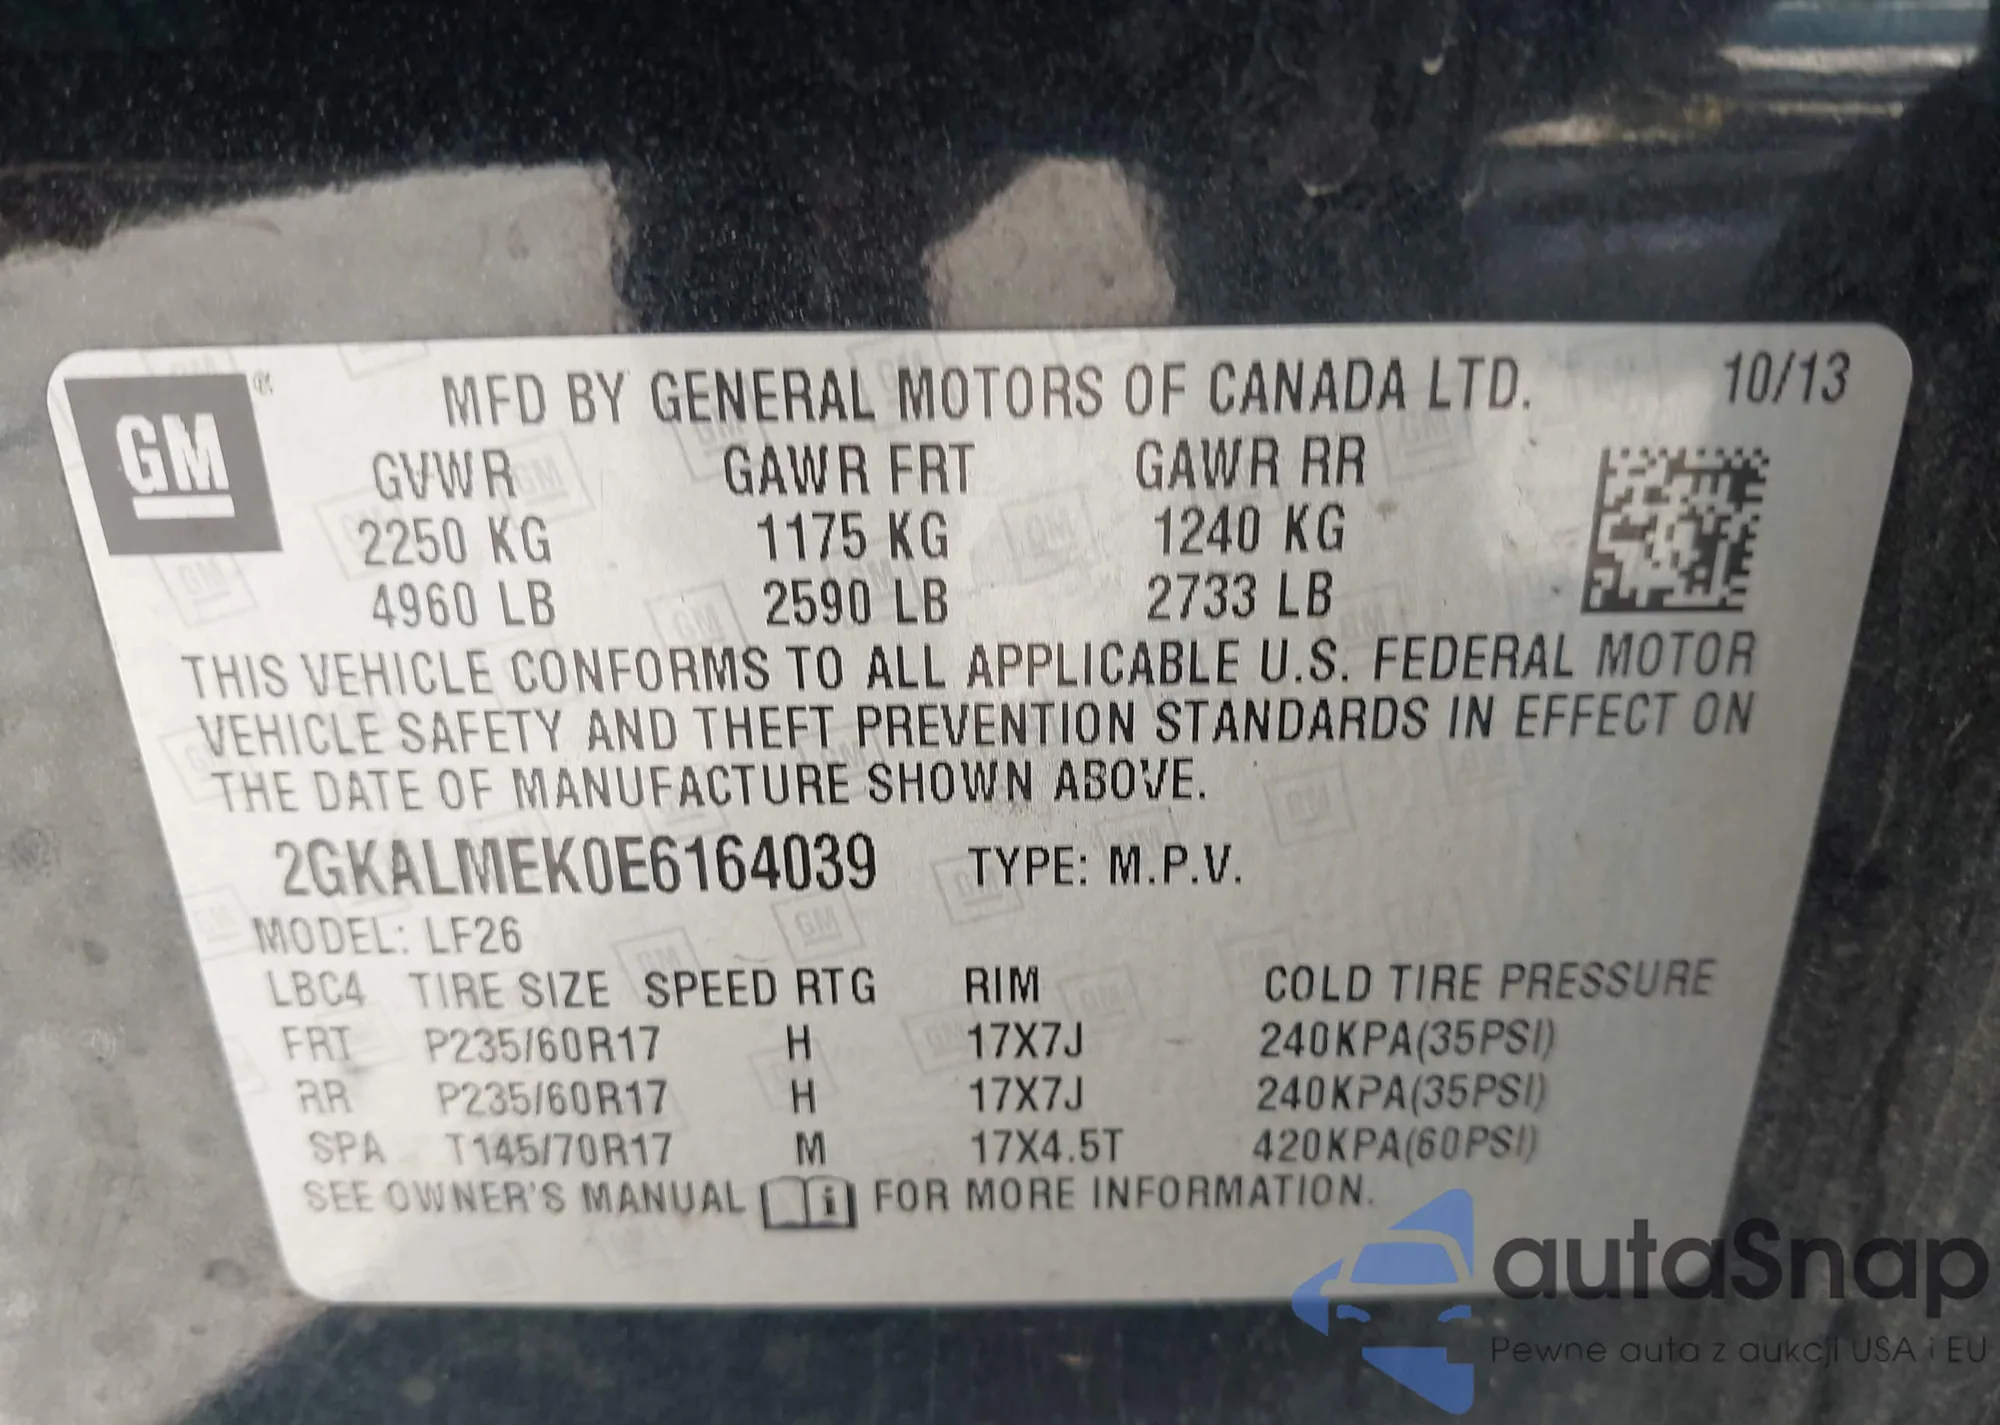 GM ®
MFD BY GENERAL MOTORS OF CANADA LTD. 10/13
GVWR GAWR FRT GAWR RR
2250 KG 1175 KG 1240 KG
4960 LB 2590 LB 2733 LB
THIS VEHICLE CONFORMS TO ALL APPLICABLE U.S. FEDERAL MOTOR
VEHICLE SAFETY AND THEFT PREVENTION STANDARDS IN EFFECT ON
THE DATE OF MANUFACTURE SHOWN ABOVE.
2GKALMEK0E6164039 TYPE: M.P.V.
MODEL: LF26
LBC4 TIRE SIZE SPEED RTG RIM COLD TIRE PRESSURE
FRT P235/60R17 H 17X7J 240KPA(35PSI)
RR P235/60R17 H 17X7J 240KPA(35PSI)
SPA T145/70R17 M 17X4.5T 420KPA(60PSI)
SEE OWNER'S MANUAL i FOR MORE INFORMATION.
autaSnap
Pewne auta z aukcji USA i EU